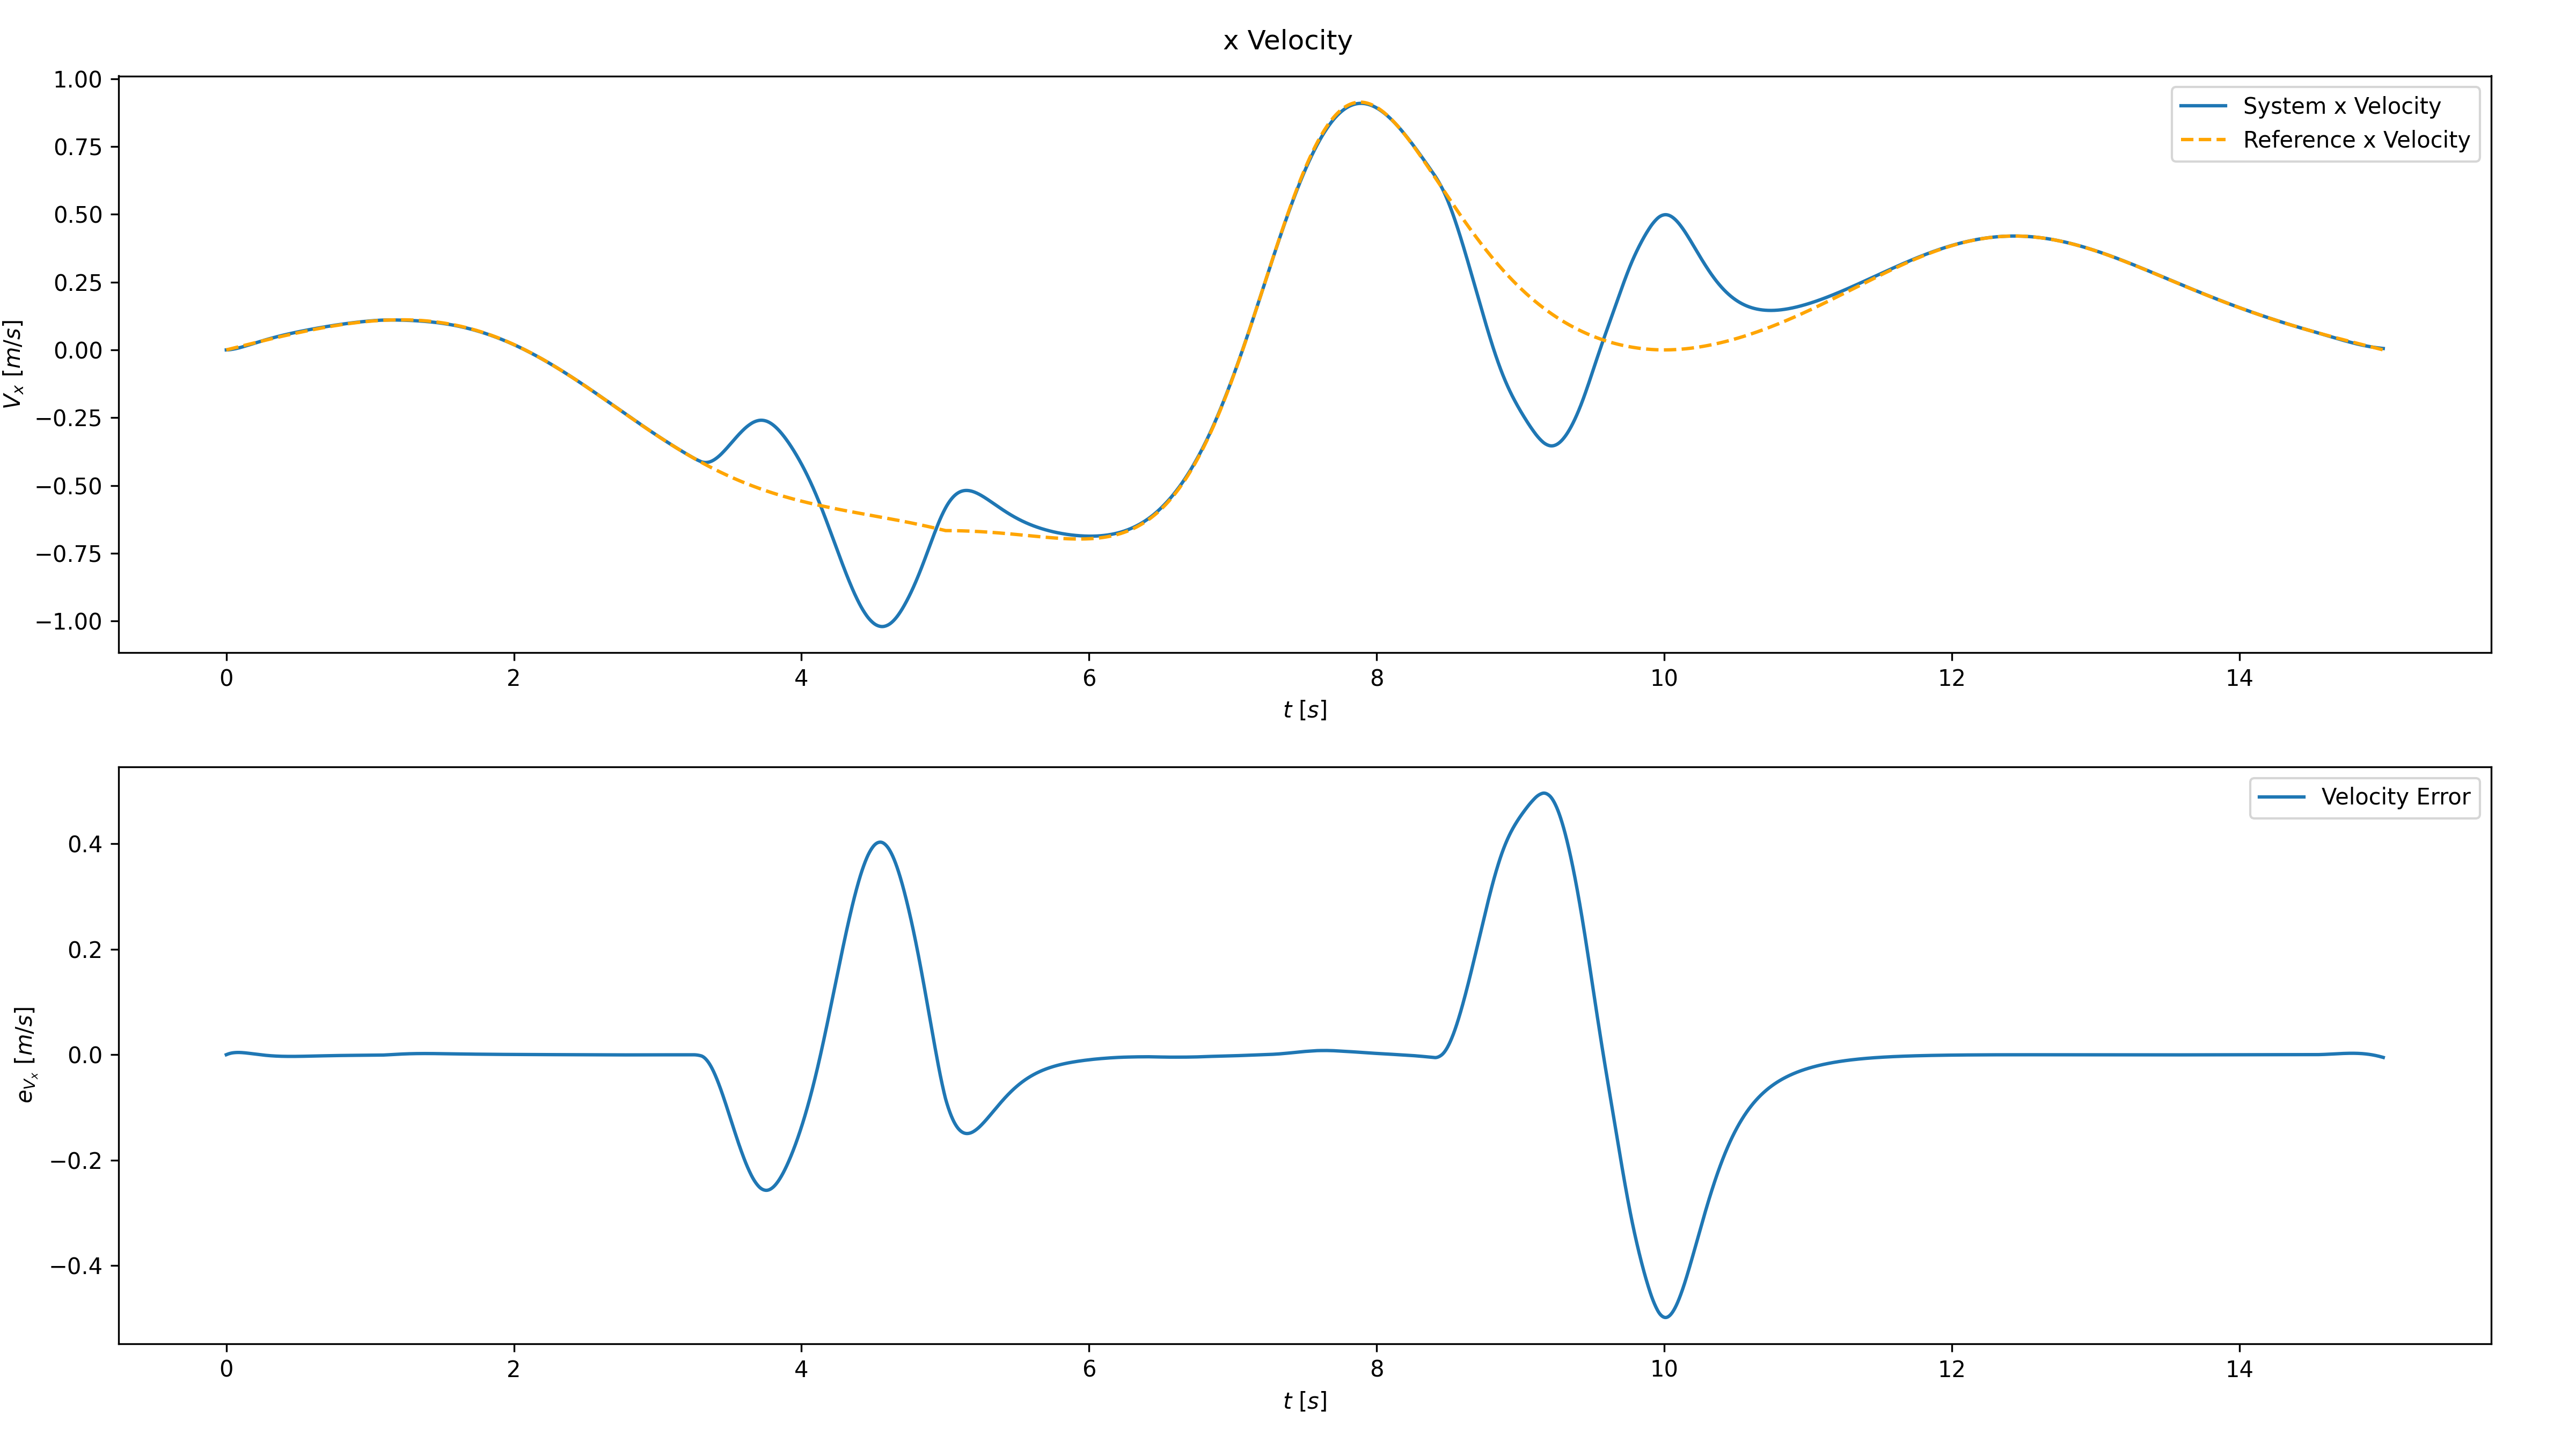 x Velocity
1.00
0.75
0.50
0.25
0.00
−0.25
−0.50
−0.75
−1.00
V_x [m/s]
System x Velocity
Reference x Velocity
0 2 4 6 8 10 12 14
t [s]
0.4
0.2
0.0
−0.2
−0.4
e_{V_x} [m/s]
Velocity Error
0 2 4 6 8 10 12 14
t [s]